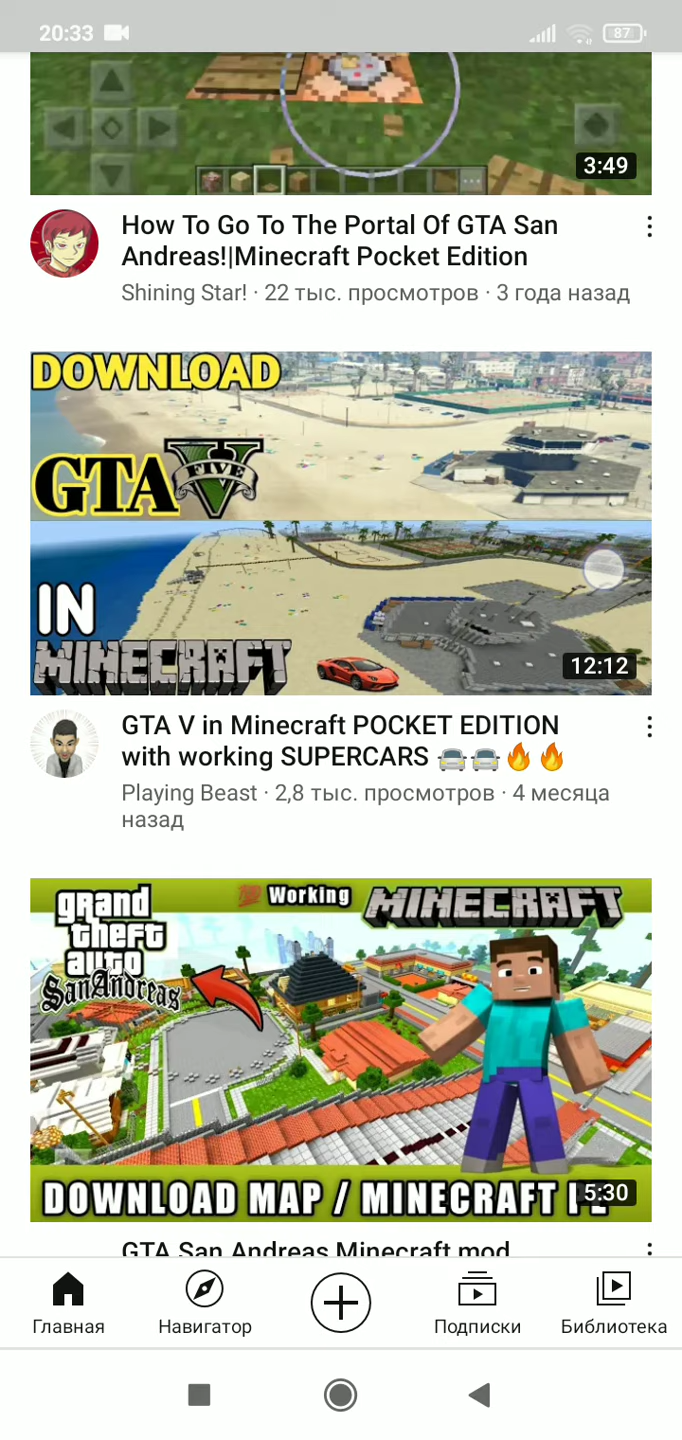 20:33
87
3:49
How To Go To The Portal Of GTA San
Andreas!|Minecraft Pocket Edition
Shining Star! · 22 тыс. просмотров · 3 года назад
DOWNLOAD
GTA V
FIVE
IN
MINECRAFT
12:12
GTA V in Minecraft POCKET EDITION
with working SUPERCARS 🚘🚘🔥🔥
Playing Beast · 2,8 тыс. просмотров · 4 месяца
назад
grand
theft
auto
SanAndreas
💯 Working
MINECRAFT
DOWNLOAD MAP / MINECRAFT
5:30
GTA San Andreas Minecraft mod
Главная
Навигатор
Подписки
Библиотека